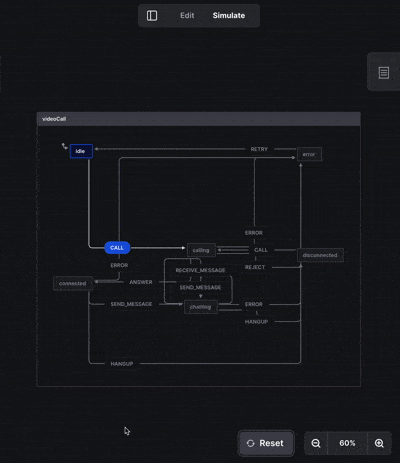 Edit Simulate
videoCall
idle
RETRY
error
ERROR
CALL
calling
CALL
disconnected
ERROR
REJECT
RECEIVE_MESSAGE
connected
ANSWER
SEND_MESSAGE
SEND_MESSAGE
chatting
ERROR
HANGUP
HANGUP
Reset
60%